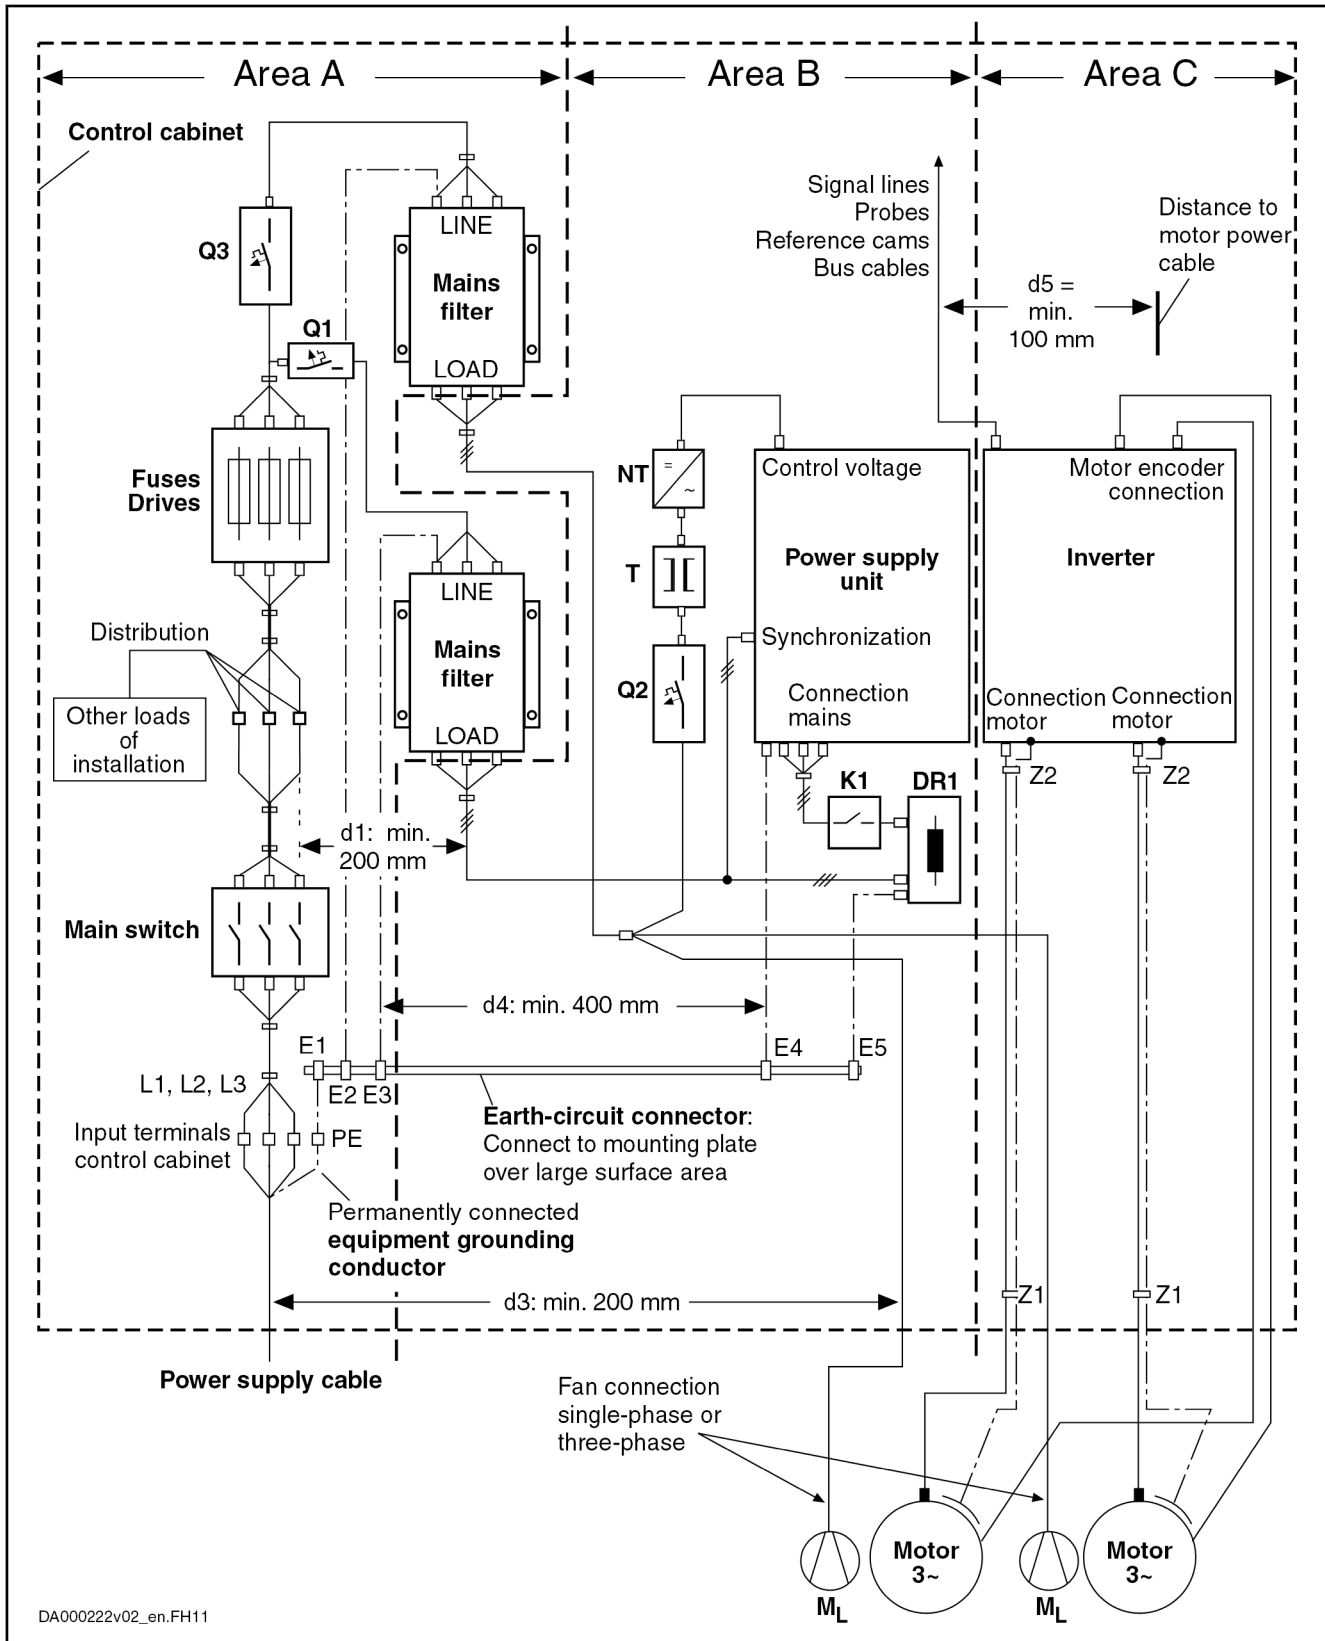 Area A
Area B
Area C
Control cabinet
Signal lines
Probes
Reference cams
Bus cables
Distance to
motor power
cable
d5 =
min.
100 mm
Q3
LINE
Mains
filter
LOAD
Q1
Fuses
Drives
NT
=
~
T
Q2
Control voltage
Power supply
unit
Synchronization
Connection
mains
Motor encoder
connection
Inverter
Connection
motor
Connection
motor
LINE
Mains
filter
LOAD
Distribution
Other loads
of
installation
K1
DR1
Z2
Z2
d1: min.
200 mm
Main switch
d4: min. 400 mm
E1
E2
E3
E4
E5
L1, L2, L3
Input terminals
control cabinet
PE
Earth-circuit connector:
Connect to mounting plate
over large surface area
Permanently connected
equipment grounding
conductor
d3: min. 200 mm
Z1
Z1
Power supply cable
Fan connection
single-phase or
three-phase
Motor
3~
Motor
3~
ML
ML
DA000222v02_en.FH11